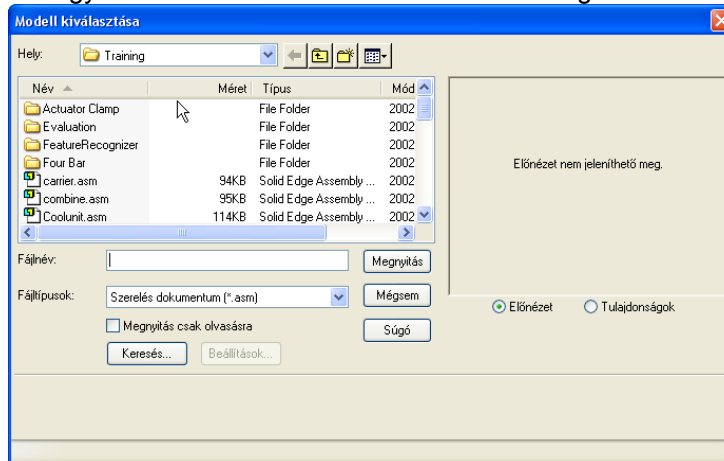 Modell kiválasztása
Hely: Training
Név Méret Típus Mód
Actuator Clamp File Folder 2002
Evaluation File Folder 2002
FeatureRecognizer File Folder 2002
Four Bar File Folder 2002
carrier.asm 94KB Solid Edge Assembly ... 2002
combine.asm 95KB Solid Edge Assembly ... 2002
Coolunit.asm 114KB Solid Edge Assembly ... 2002
Előnézet nem jeleníthető meg.
Fájlnév: Megnyitás
Fájltípusok: Szerelés dokumentum (*.asm) Mégsem
Előnézet Tulajdonságok
Megnyitás csak olvasásra Súgó
Keresés... Beállítások...